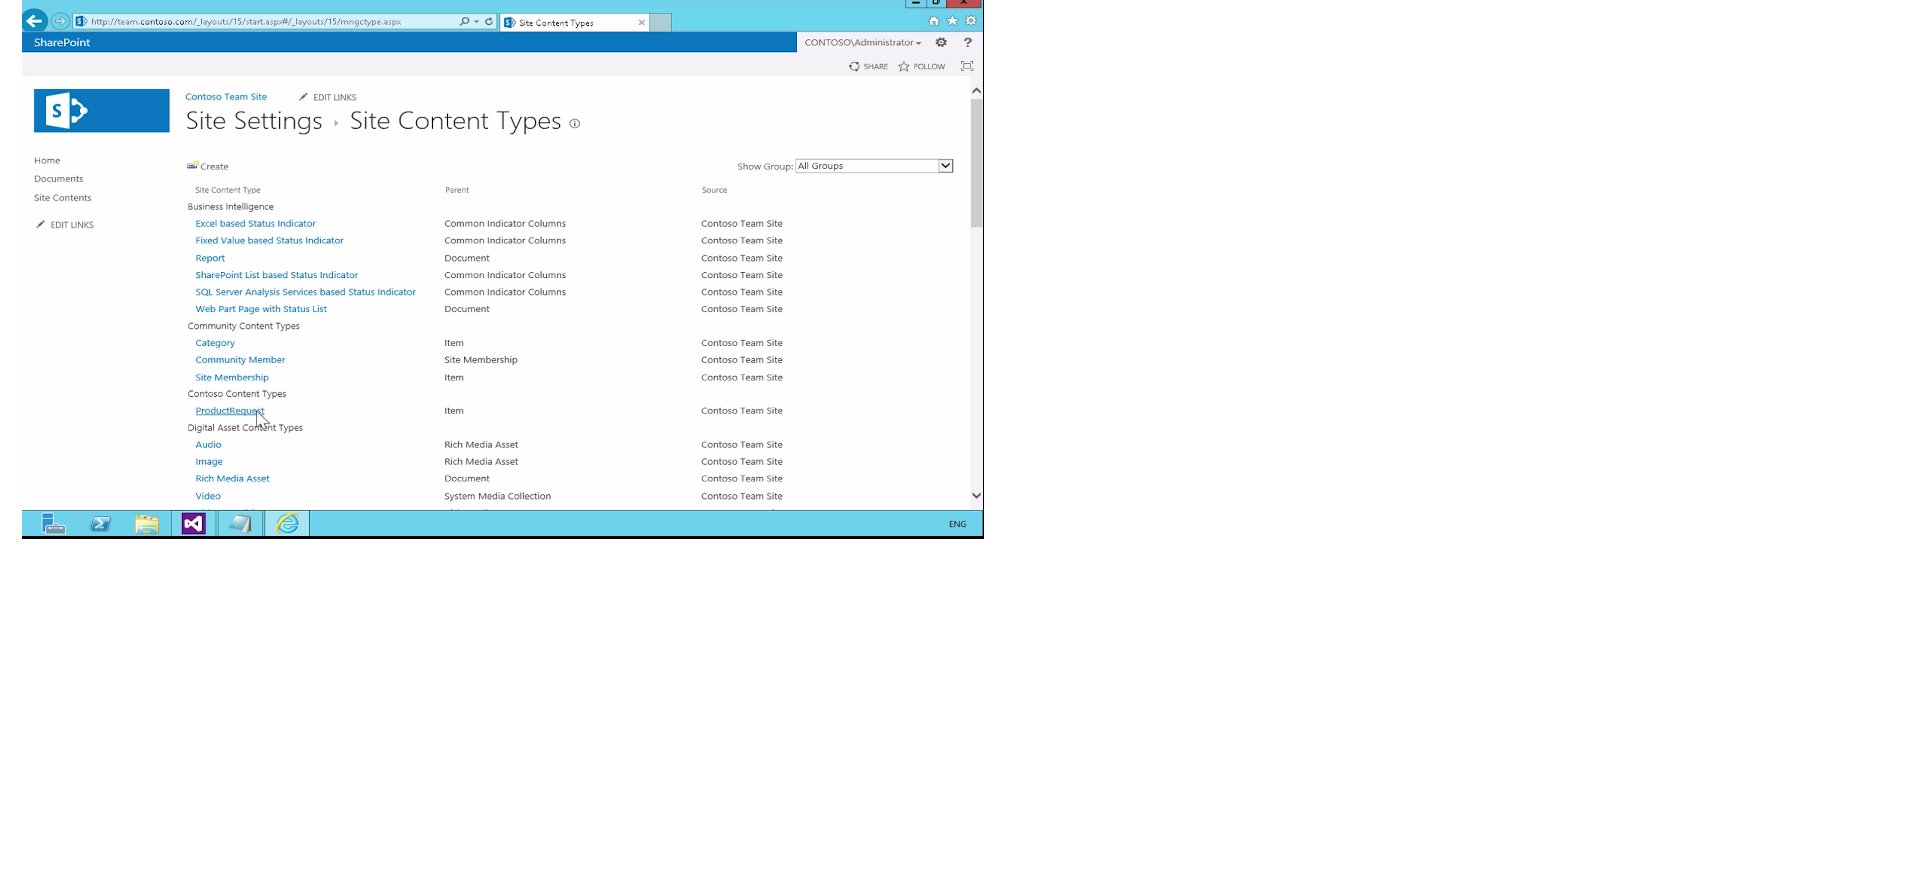 http://team.contoso.com/_layouts/15/start.aspx#/_layouts/15/mngctype.aspx
Site Content Types
SharePoint
CONTOSO\Administrator
?
SHARE
FOLLOW
S
Contoso Team Site
EDIT LINKS
Site Settings Site Content Types
Home
Documents
Site Contents
EDIT LINKS
Create
Show Group: All Groups
Site Content Type Parent Source
Business Intelligence
Excel based Status Indicator Common Indicator Columns Contoso Team Site
Fixed Value based Status Indicator Common Indicator Columns Contoso Team Site
Report Document Contoso Team Site
SharePoint List based Status Indicator Common Indicator Columns Contoso Team Site
SQL Server Analysis Services based Status Indicator Common Indicator Columns Contoso Team Site
Web Part Page with Status List Document Contoso Team Site
Community Content Types
Category Item Contoso Team Site
Community Member Site Membership Contoso Team Site
Site Membership Item Contoso Team Site
Contoso Content Types
ProductRequest Item Contoso Team Site
Digital Asset Content Types
Audio Rich Media Asset Contoso Team Site
Image Rich Media Asset Contoso Team Site
Rich Media Asset Document Contoso Team Site
Video System Media Collection Contoso Team Site
ENG